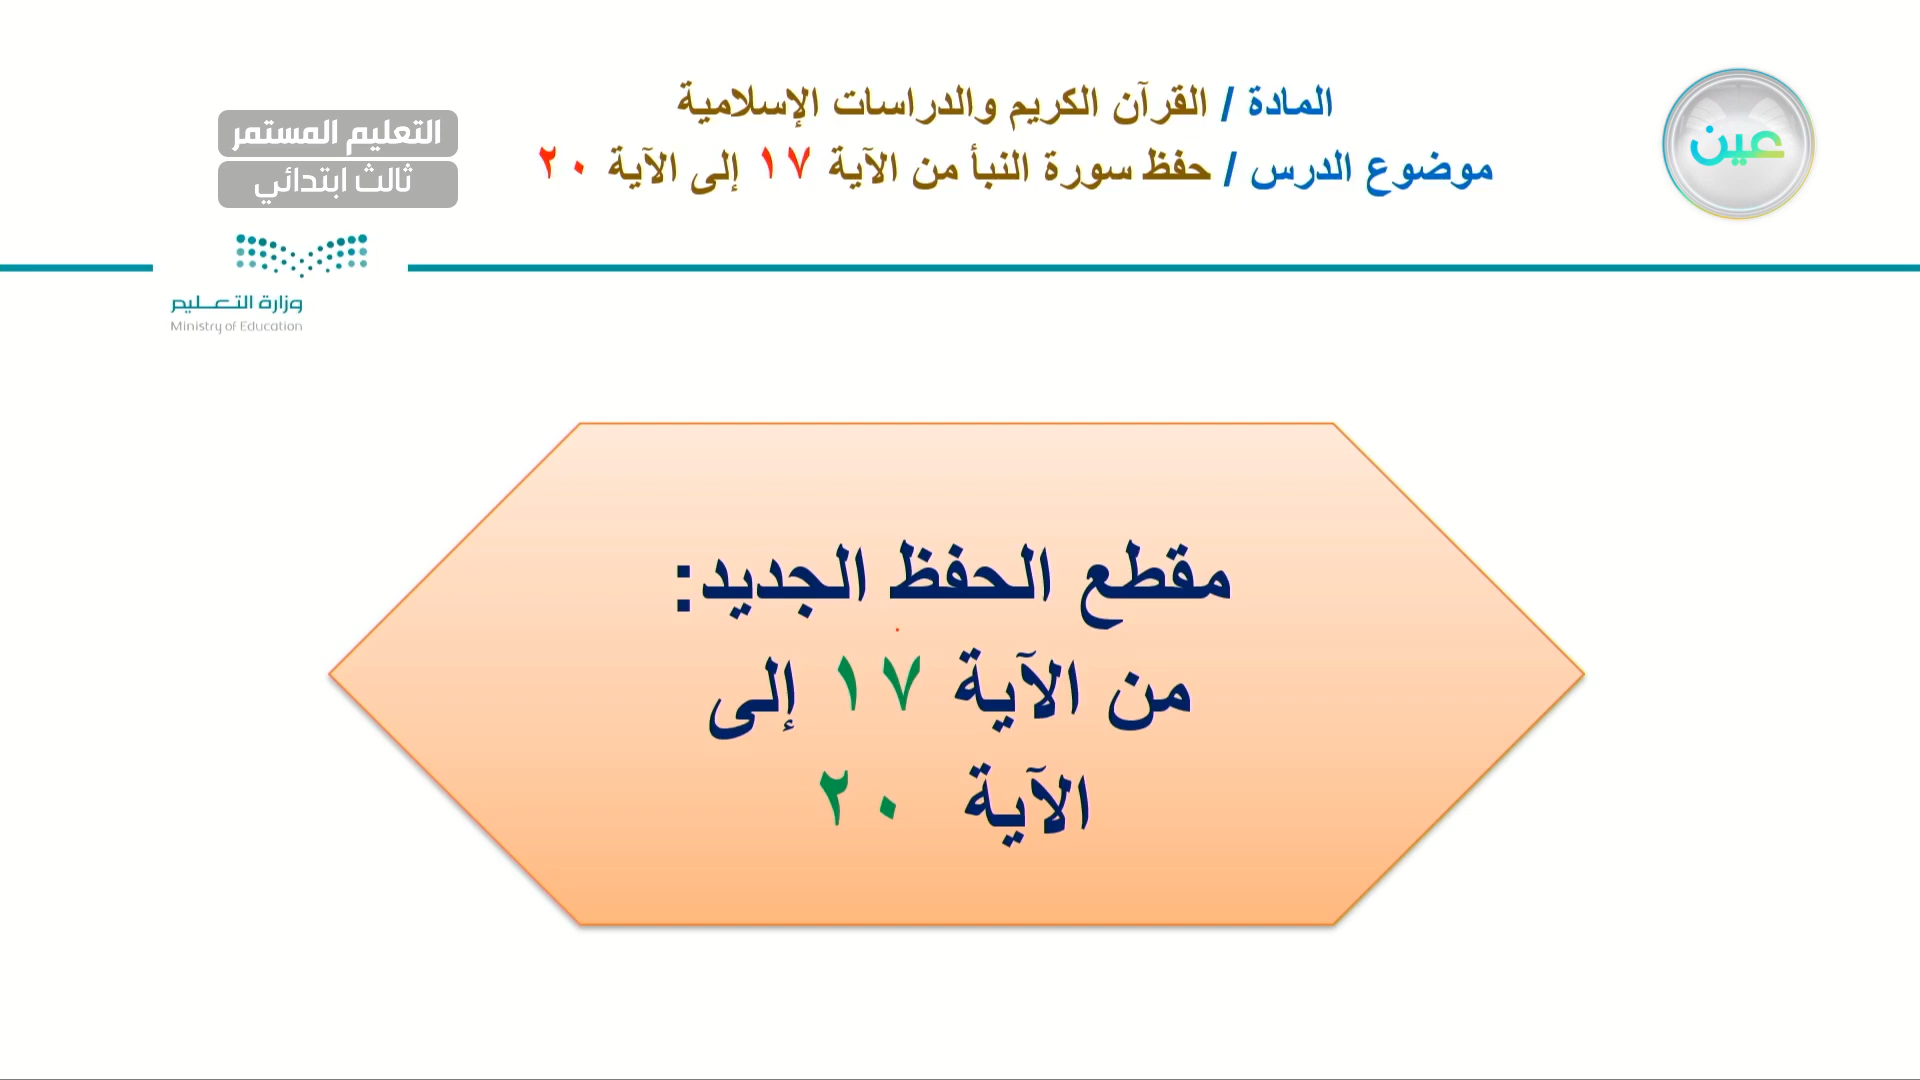 المادة / القرآن الكريم والدراسات الإسلامية
موضوع الدرس / حفظ سورة النبأ من الآية ١٧ إلى الآية ٢٠
عين
التعليم المستمر
ثالث ابتدائي
وزارة التعـــليم
Ministry of Education
مقطع الحفظ الجديد:
من الآية ١٧ إلى
الآية ٢٠